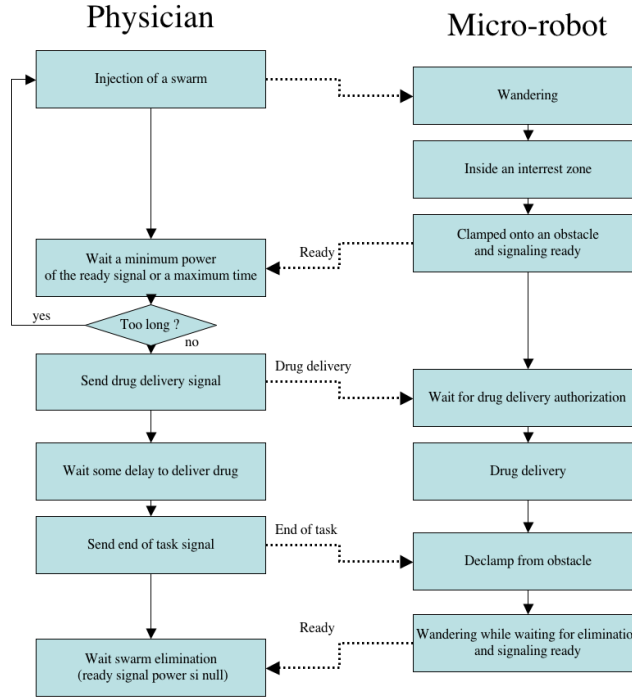 Physician
Micro-robot
Injection of a swarm
Wandering
Inside an interrest zone
Clamped onto an obstacle
and signaling ready
Ready
Wait a minimum power
of the ready signal or a maximum time
yes
Too long ?
no
Send drug delivery signal
Drug delivery
Wait for drug delivery authorization
Wait some delay to deliver drug
Drug delivery
Send end of task signal
End of task
Declamp from obstacle
Ready
Wandering while waiting for elimination
and signaling ready
Wait swarm elimination
(ready signal power si null)